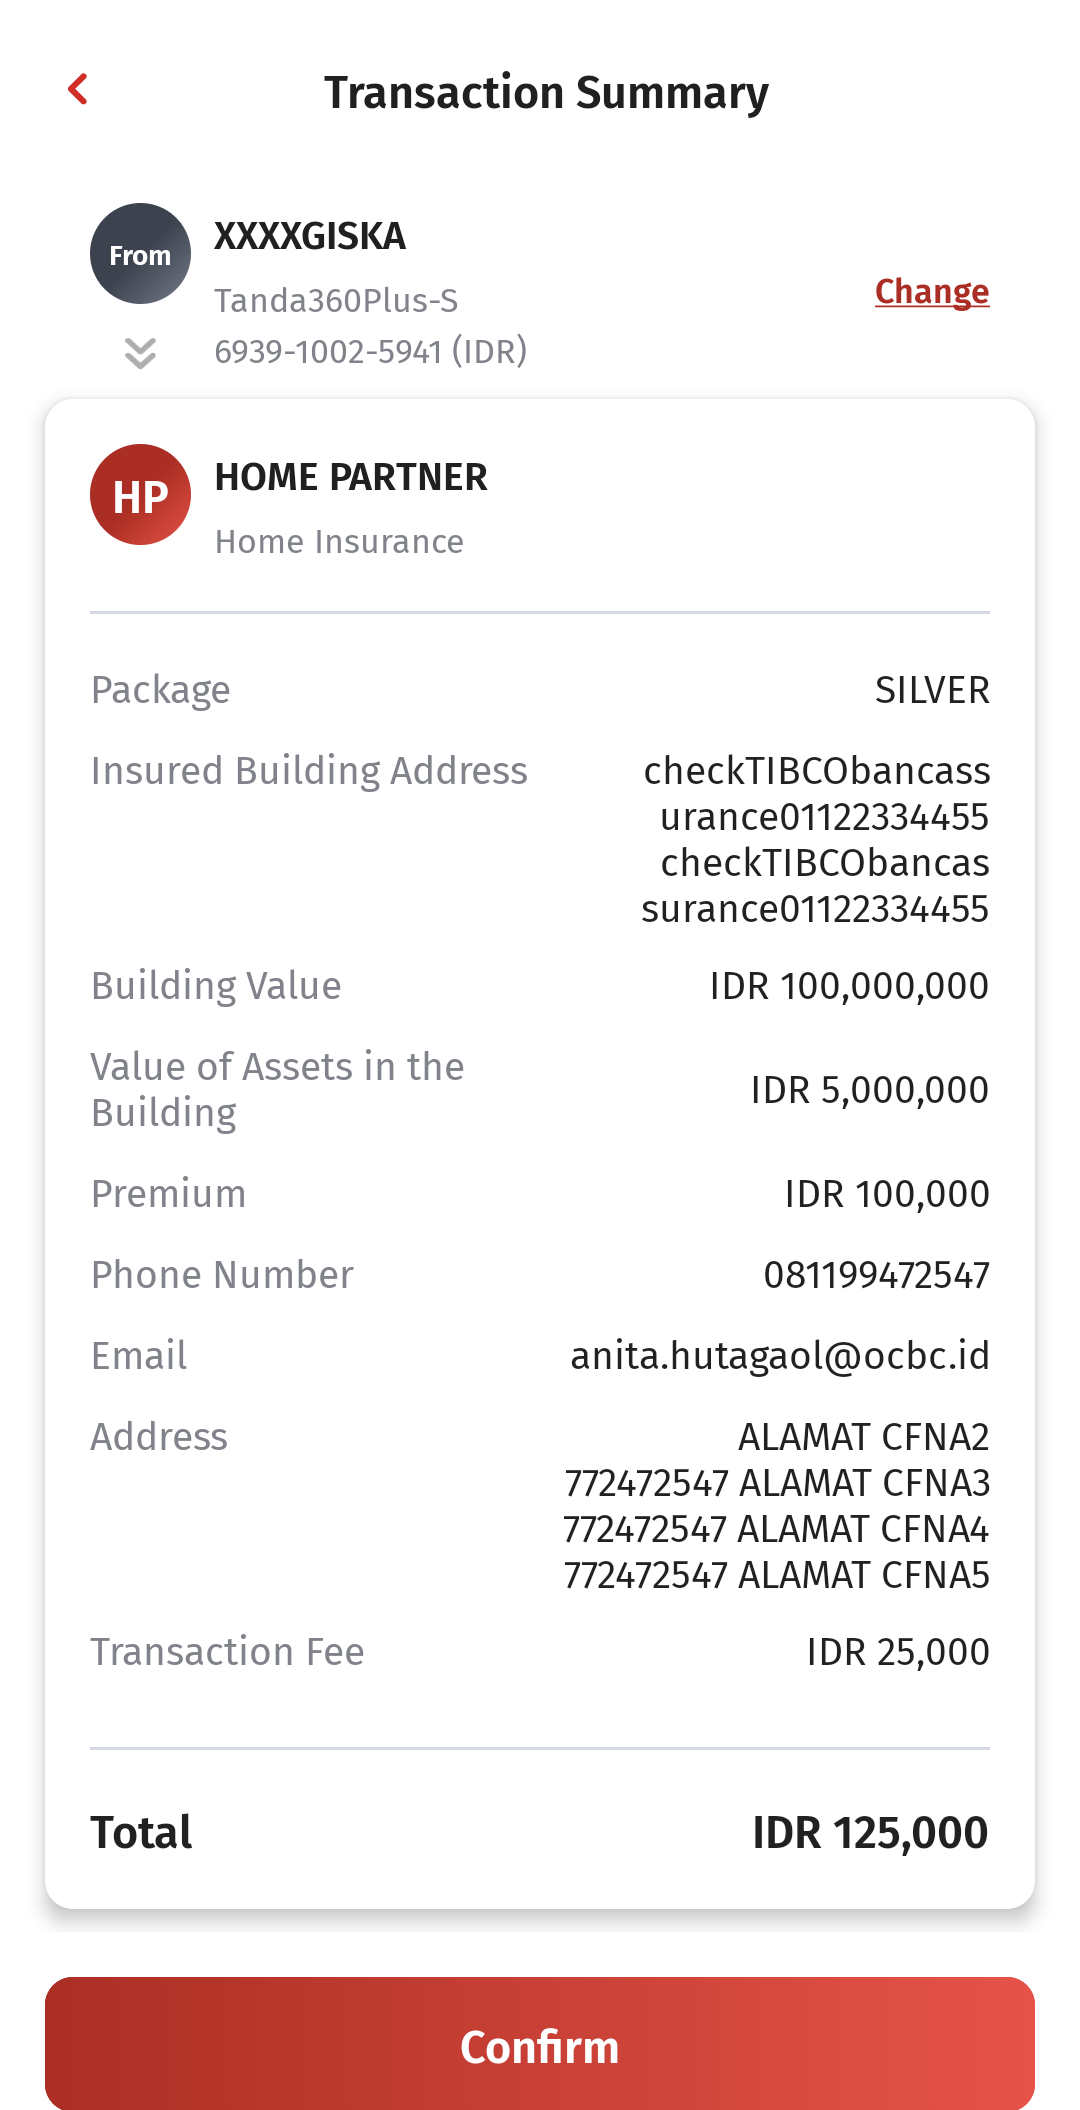 Transaction Summary
From
XXXXGISKA
Tanda360Plus-S
6939-1002-5941 (IDR)
Change
HP
HOME PARTNER
Home Insurance
Package
SILVER
Insured Building Address
checkTIBCObancass
urance01122334455
checkTIBCObancas
surance01122334455
Building Value
IDR 100,000,000
Value of Assets in the
Building
IDR 5,000,000
Premium
IDR 100,000
Phone Number
081199472547
Email
anita.hutagaol@ocbc.id
Address
ALAMAT CFNA2
772472547 ALAMAT CFNA3
772472547 ALAMAT CFNA4
772472547 ALAMAT CFNA5
Transaction Fee
IDR 25,000
Total
IDR 125,000
Confirm